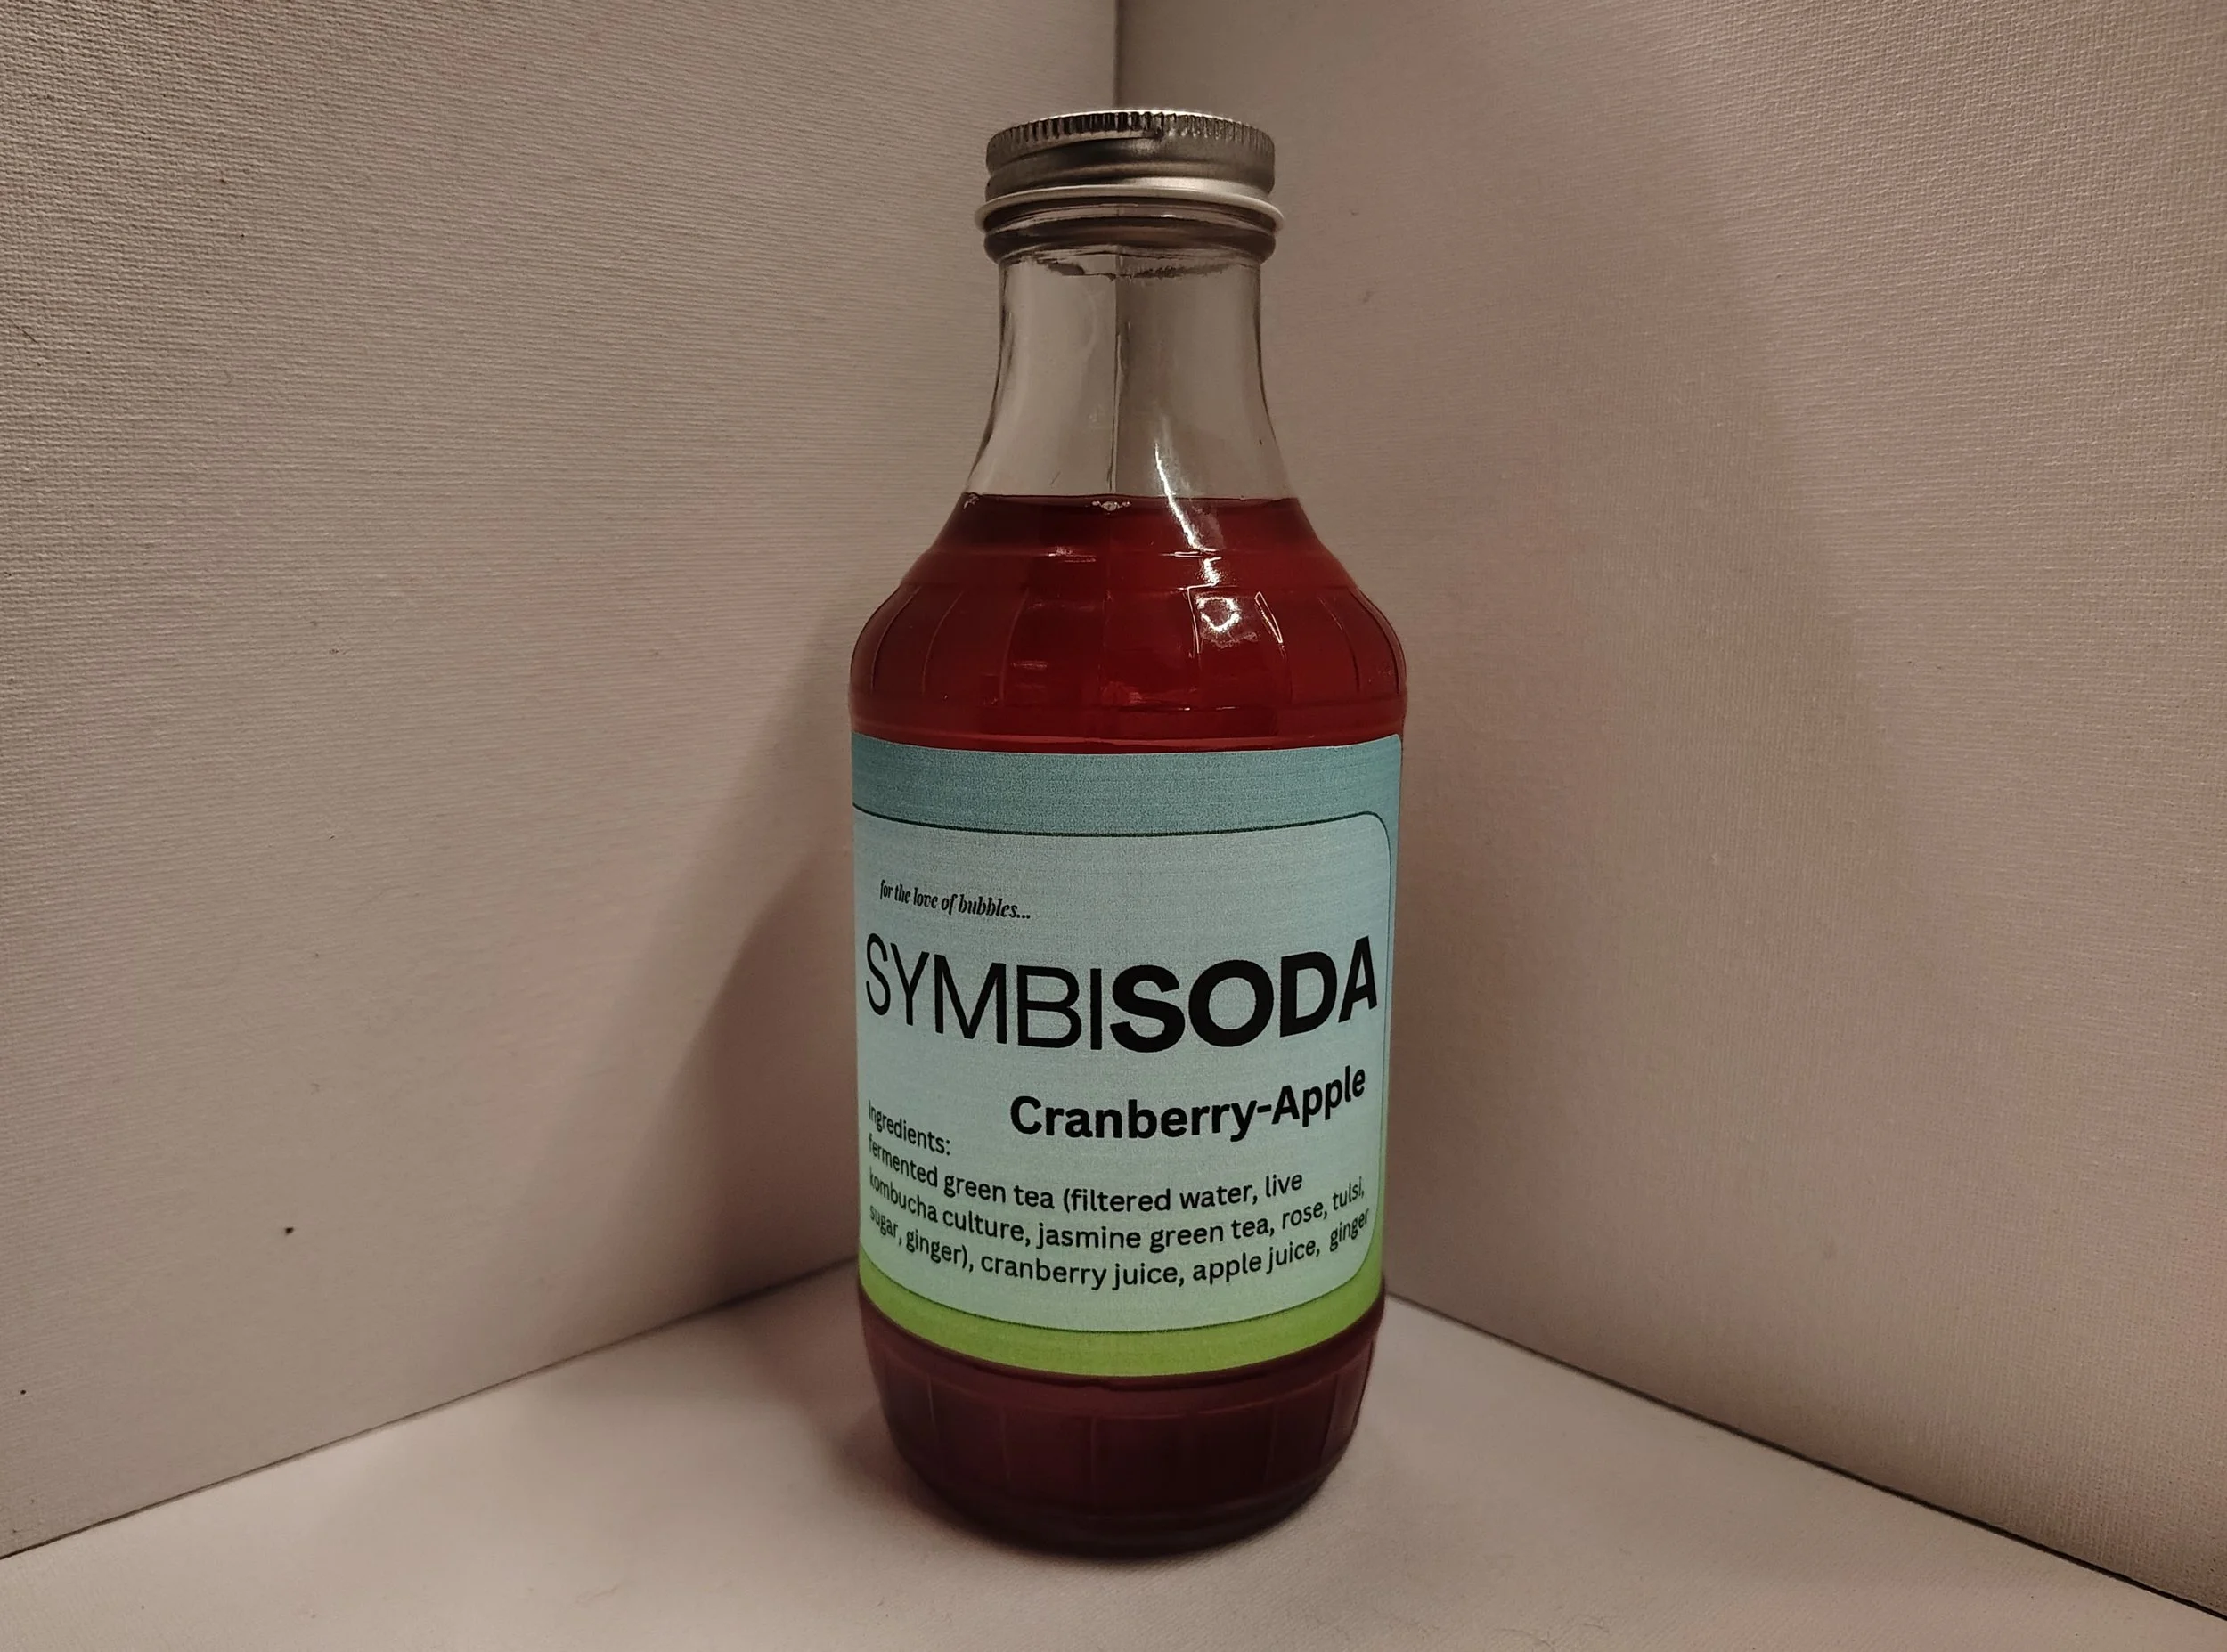 for the love of bubbles...
SYMBISODA
Cranberry-Apple
Ingredients:
fermented green tea (filtered water, live
kombucha culture, jasmine green tea, rose, tulsi,
sugar, ginger), cranberry juice, apple juice, ginger